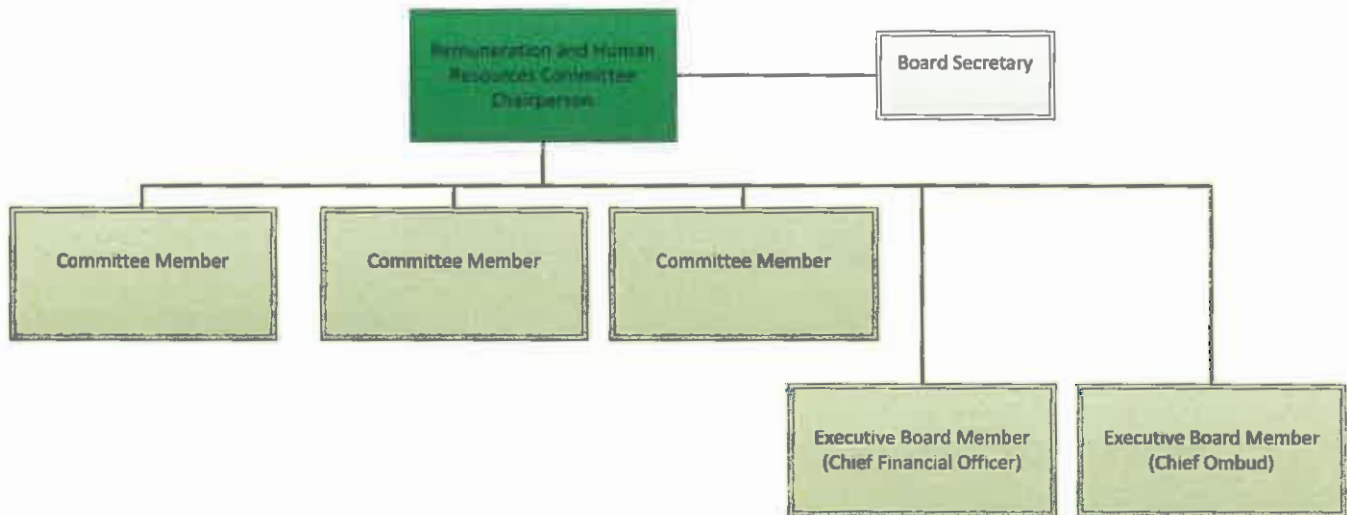 Remuneration and Human
Resources Committee
Chairperson
Board Secretary
Committee Member
Committee Member
Committee Member
Executive Board Member
(Chief Financial Officer)
Executive Board Member
(Chief Ombud)